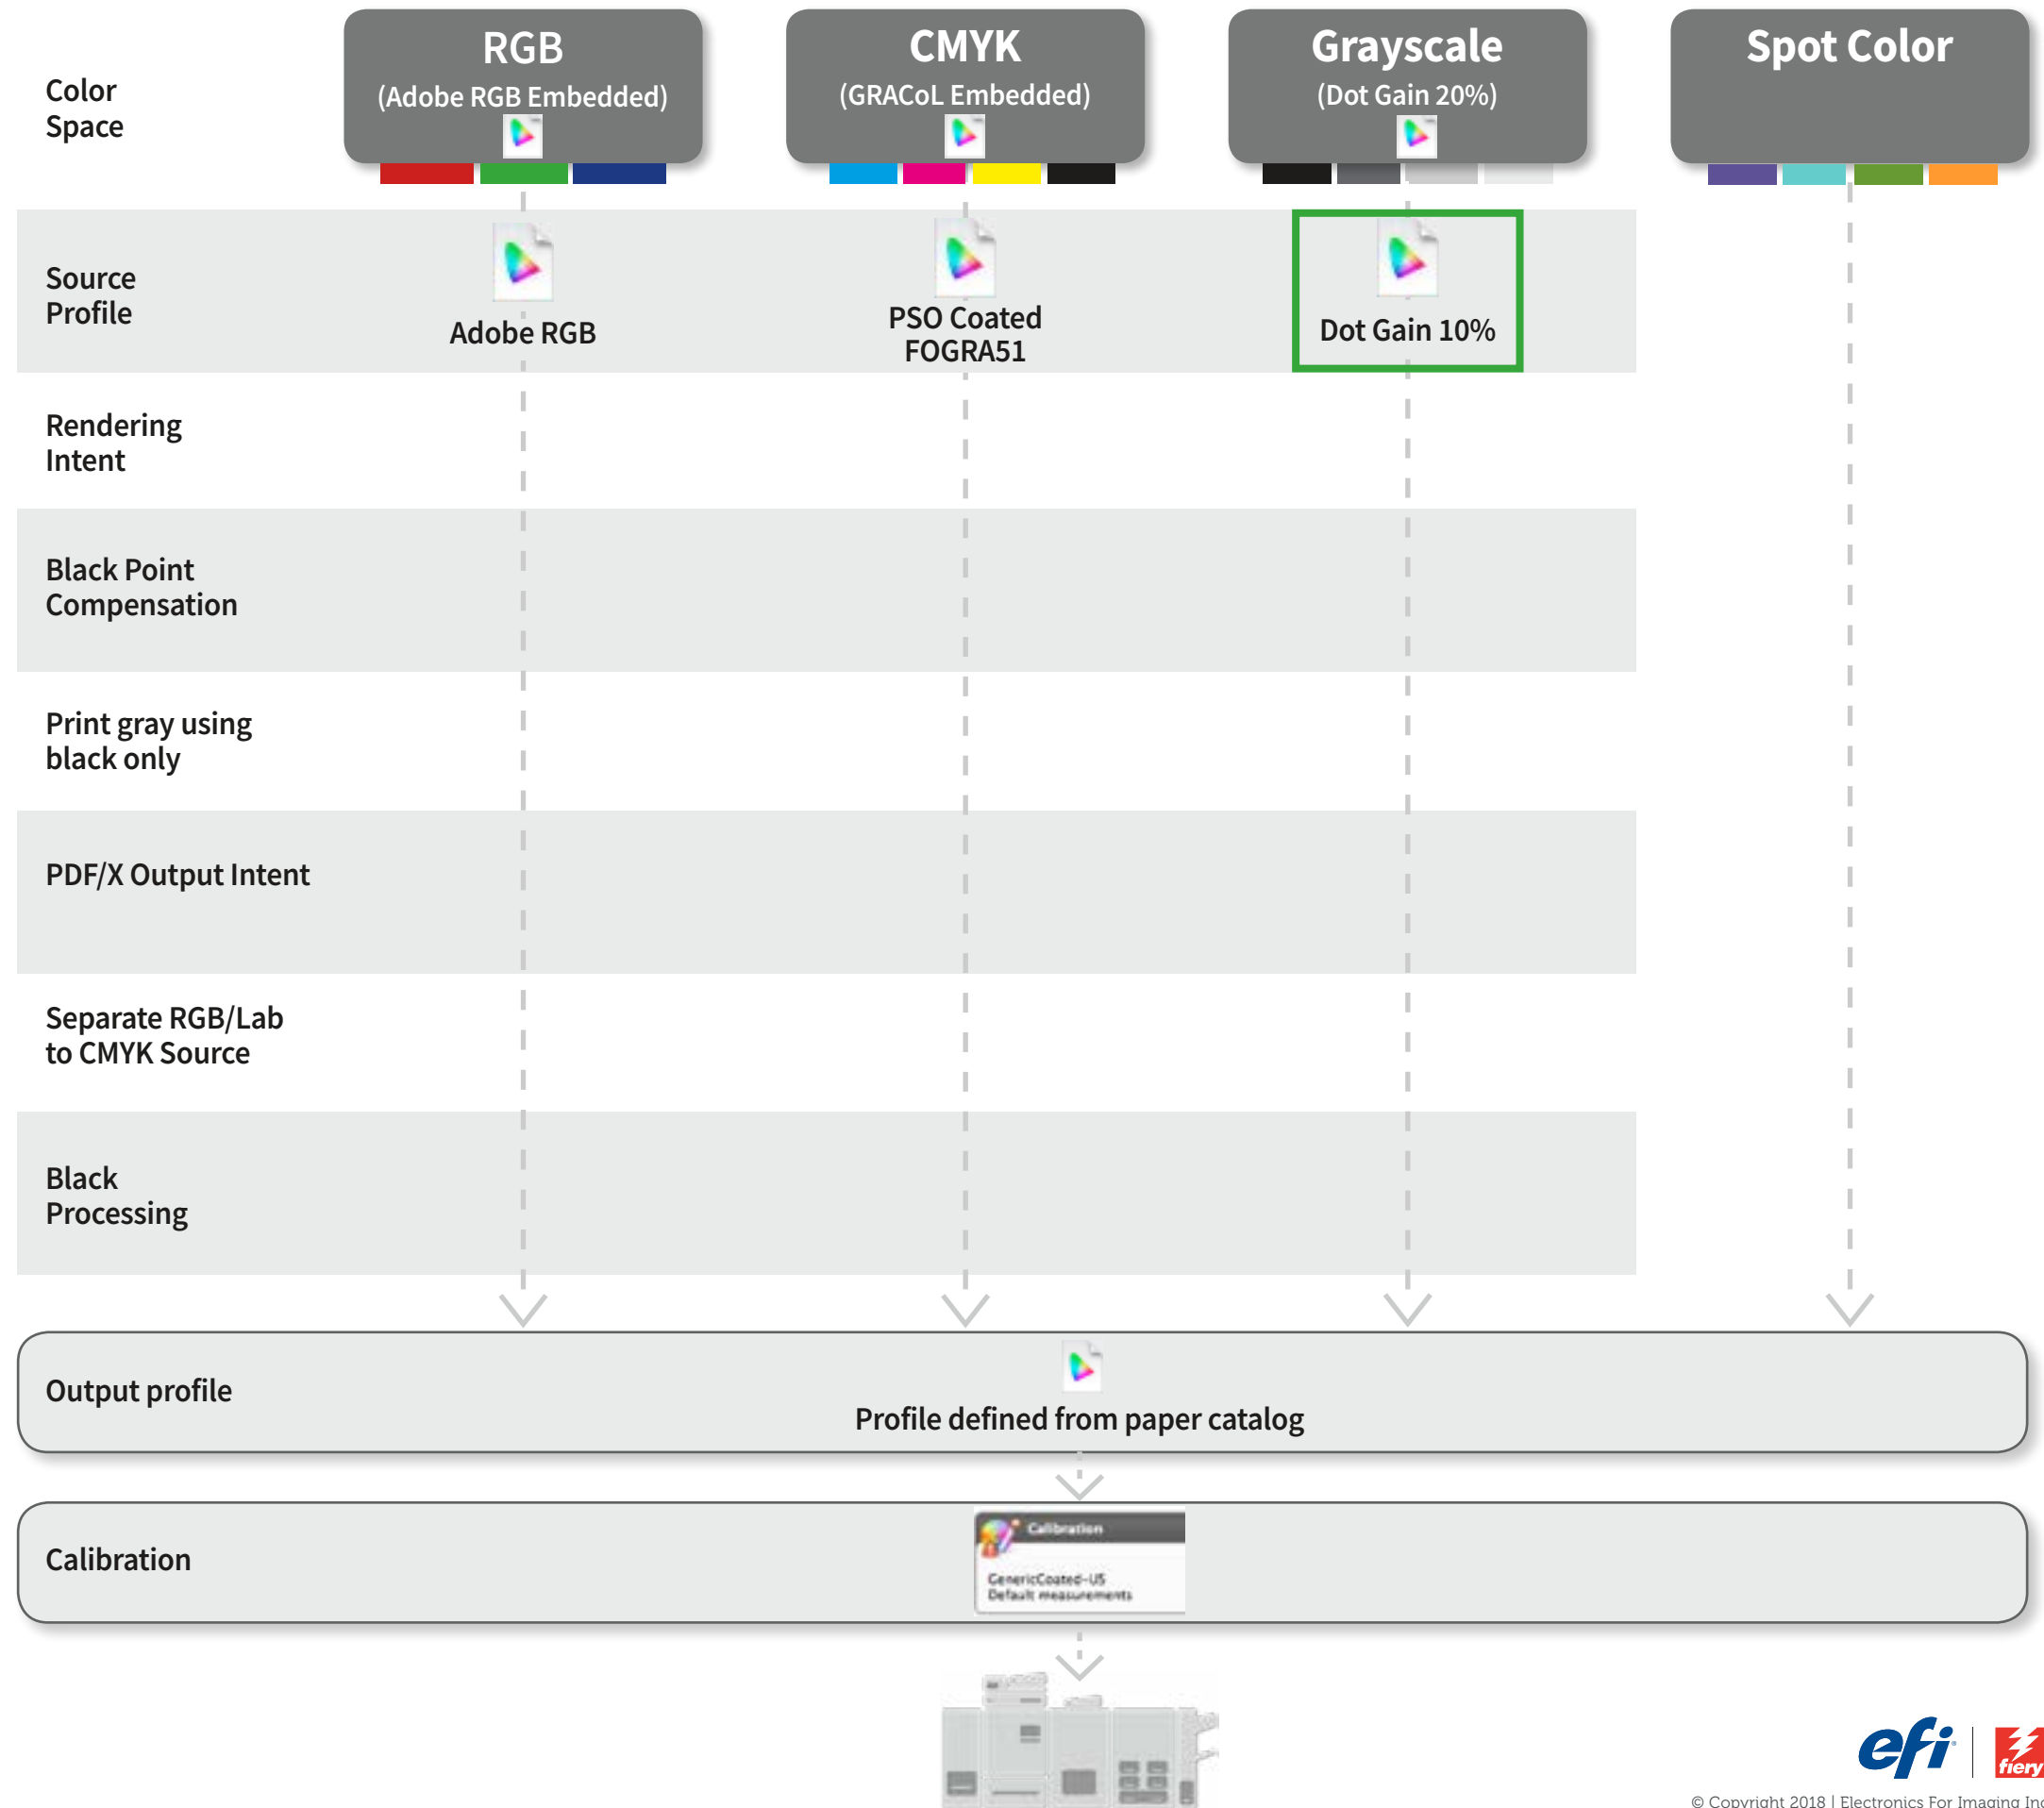 Color
Space
RGB
(Adobe RGB Embedded)
CMYK
(GRACoL Embedded)
Grayscale
(Dot Gain 20%)
Spot Color
Source
Profile
Adobe RGB
PSO Coated
FOGRA51
Dot Gain 10%
Rendering
Intent
Black Point
Compensation
Print gray using
black only
PDF/X Output Intent
Separate RGB/Lab
to CMYK Source
Black
Processing
Output profile
Profile defined from paper catalog
Calibration
Calibration
GenericCoated-US
Default measurements
efi
fiery
© Copyright 2018 | Electronics For Imaging Inc